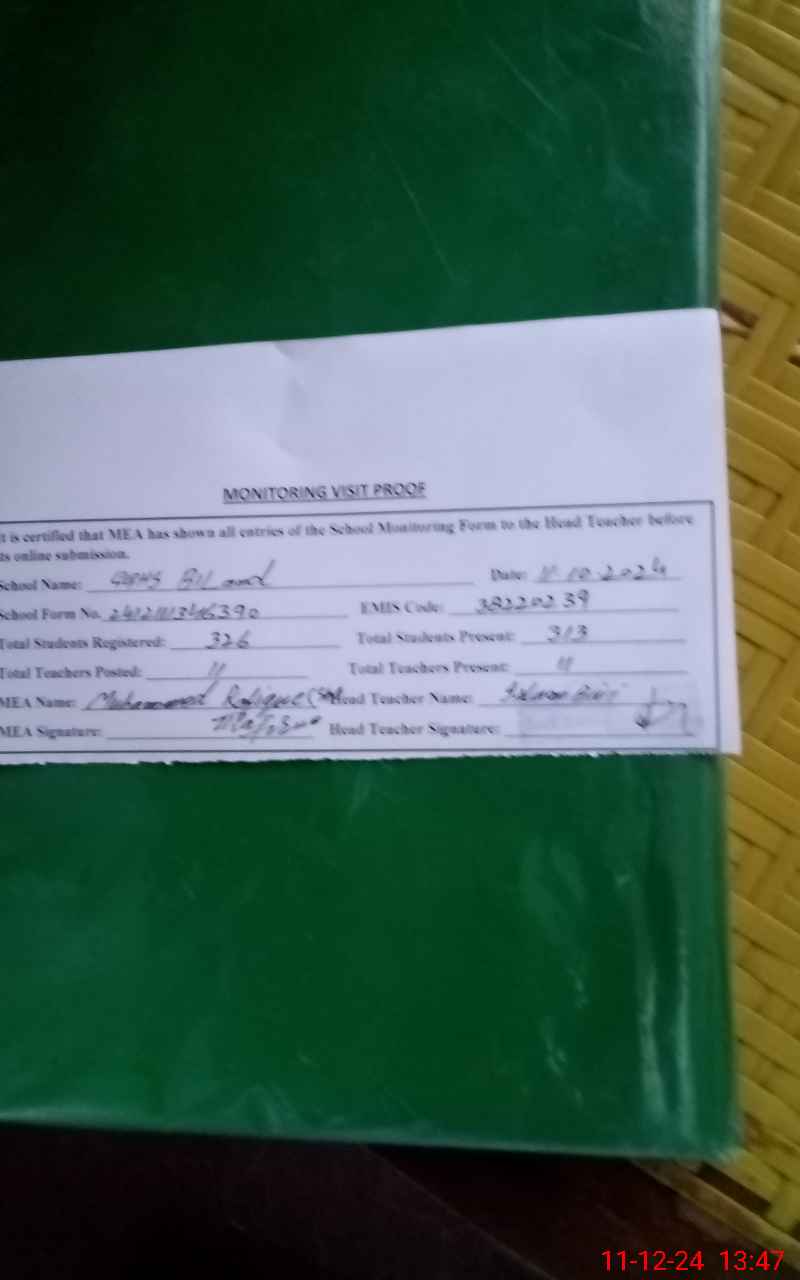 MONITORING VISIT PROOF
t is certified that MEA has shown all entries of the School Monitoring Form to the Head Teacher before
ts online submission.
School Name: Date: 11-10-2024
School Form No. EMIS Code: 38220239
Total Students Registered: 326 Total Students Present: 313
Total Teachers Posted: 11 Total Teachers Present: 11
MEA Name: Muhammad Rafique Head Teacher Name: Salman
MEA Signature: Head Teacher Signature:
11-12-24 13:47